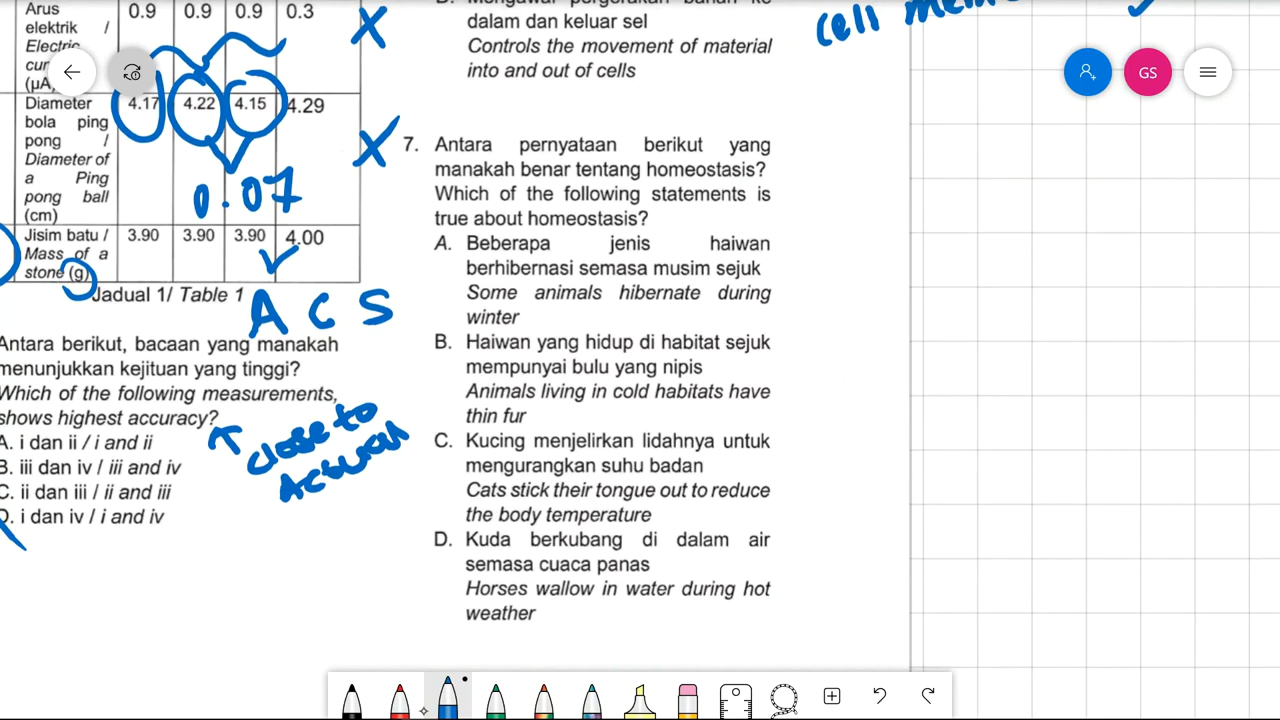 Arus
elektrik /
Electric
cur
(µA)
0.9 0.9 0.9 0.3
X
Diameter
bola ping
pong /
Diameter of
a Ping
pong ball
(cm)
4.17 4.22 4.15 4.29
X
0.07
Jisim batu /
Mass of a
stone (g)
3.90 3.90 3.90 4.00
Jadual 1/ Table 1
A C S
Antara berikut, bacaan yang manakah
menunjukkan kejituan yang tinggi?
Which of the following measurements,
shows highest accuracy?
close to
Actual
A. i dan ii / i and ii
B. iii dan iv / iii and iv
C. ii dan iii / ii and iii
D. i dan iv / i and iv
dalam dan keluar sel
Controls the movement of material
into and out of cells
cell
7. Antara pernyataan berikut yang
manakah benar tentang homeostasis?
Which of the following statements is
true about homeostasis?
A. Beberapa jenis haiwan
berhibernasi semasa musim sejuk
Some animals hibernate during
winter
B. Haiwan yang hidup di habitat sejuk
mempunyai bulu yang nipis
Animals living in cold habitats have
thin fur
C. Kucing menjelirkan lidahnya untuk
mengurangkan suhu badan
Cats stick their tongue out to reduce
the body temperature
D. Kuda berkubang di dalam air
semasa cuaca panas
Horses wallow in water during hot
weather
GS